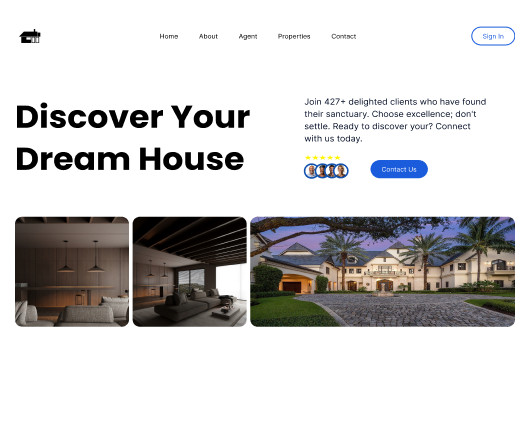 Home
About
Agent
Properties
Contact
Sign In
Discover Your
Dream House
Join 427+ delighted clients who have found
their sanctuary. Choose excellence; don't
settle. Ready to discover your? Connect
with us today.
Contact Us